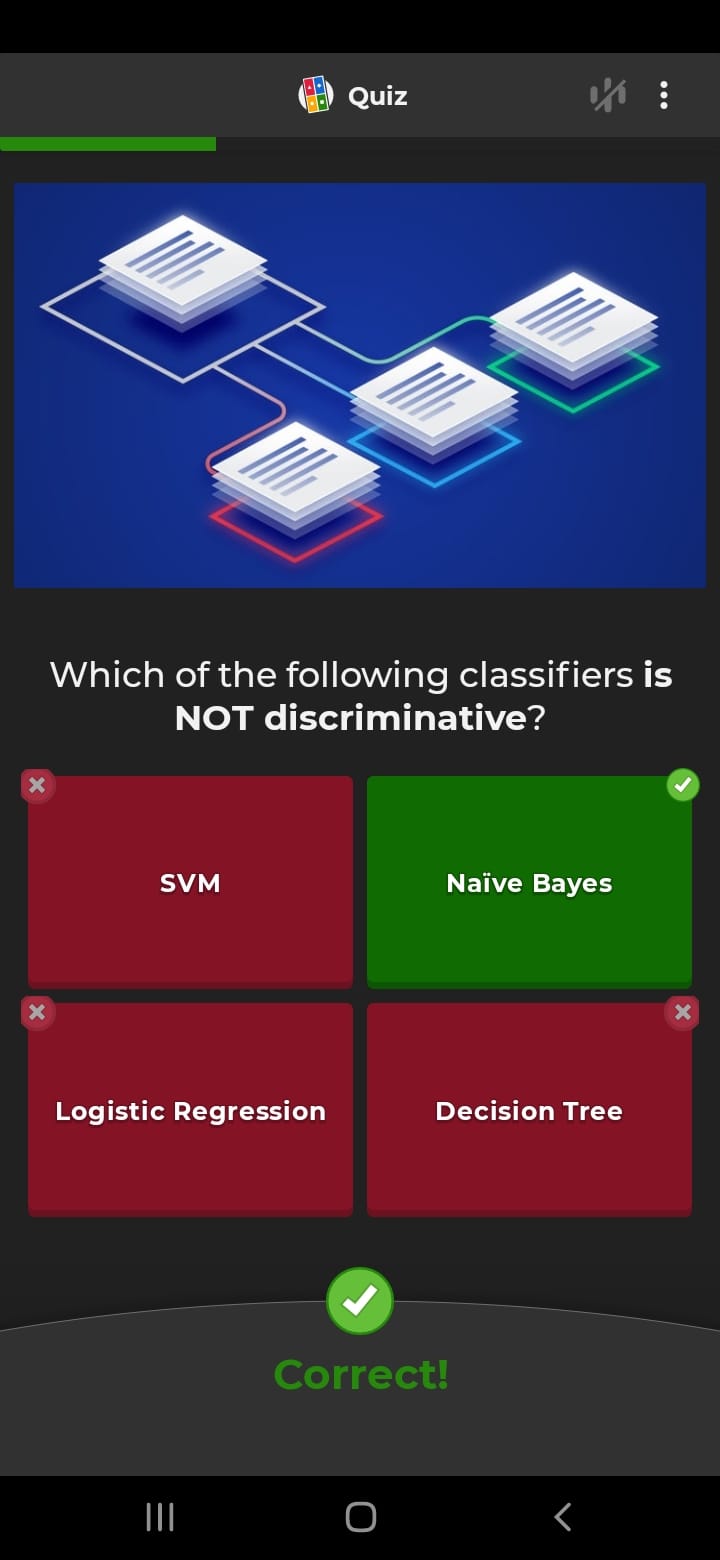 Quiz
Which of the following classifiers is
NOT discriminative?
SVM
Naïve Bayes
Logistic Regression
Decision Tree
Correct!